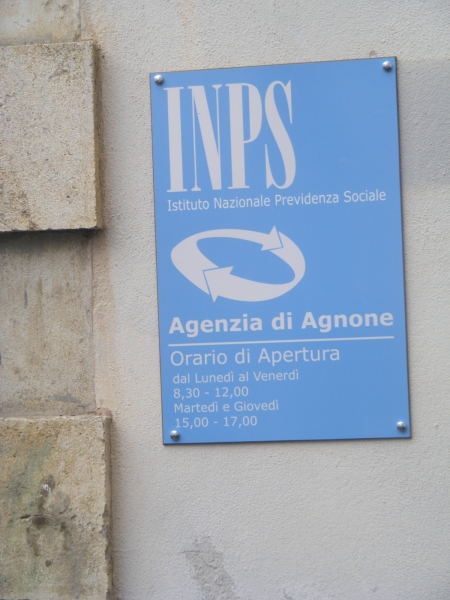 INPS
Istituto Nazionale Previdenza Sociale
Agenzia di Agnone
Orario di Apertura
dal Lunedì al Venerdì
8,30 - 12,00
Martedì e Giovedì
15,00 - 17,00